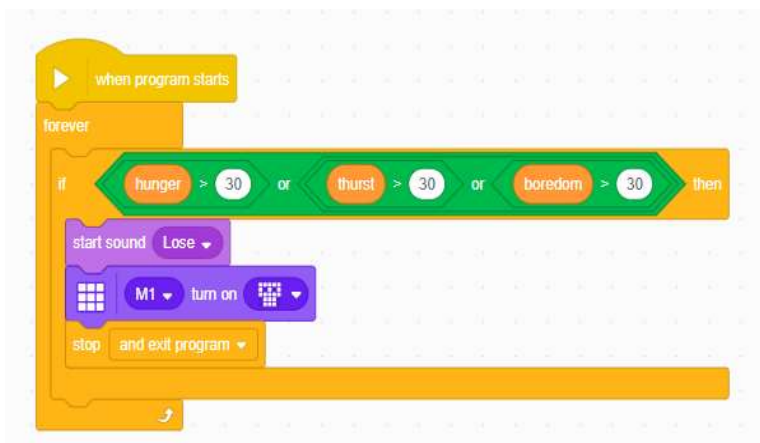 when program starts
forever
if hunger > 30 or thurst > 30 or boredom > 30 then
start sound Lose
M1 turn on
stop and exit program